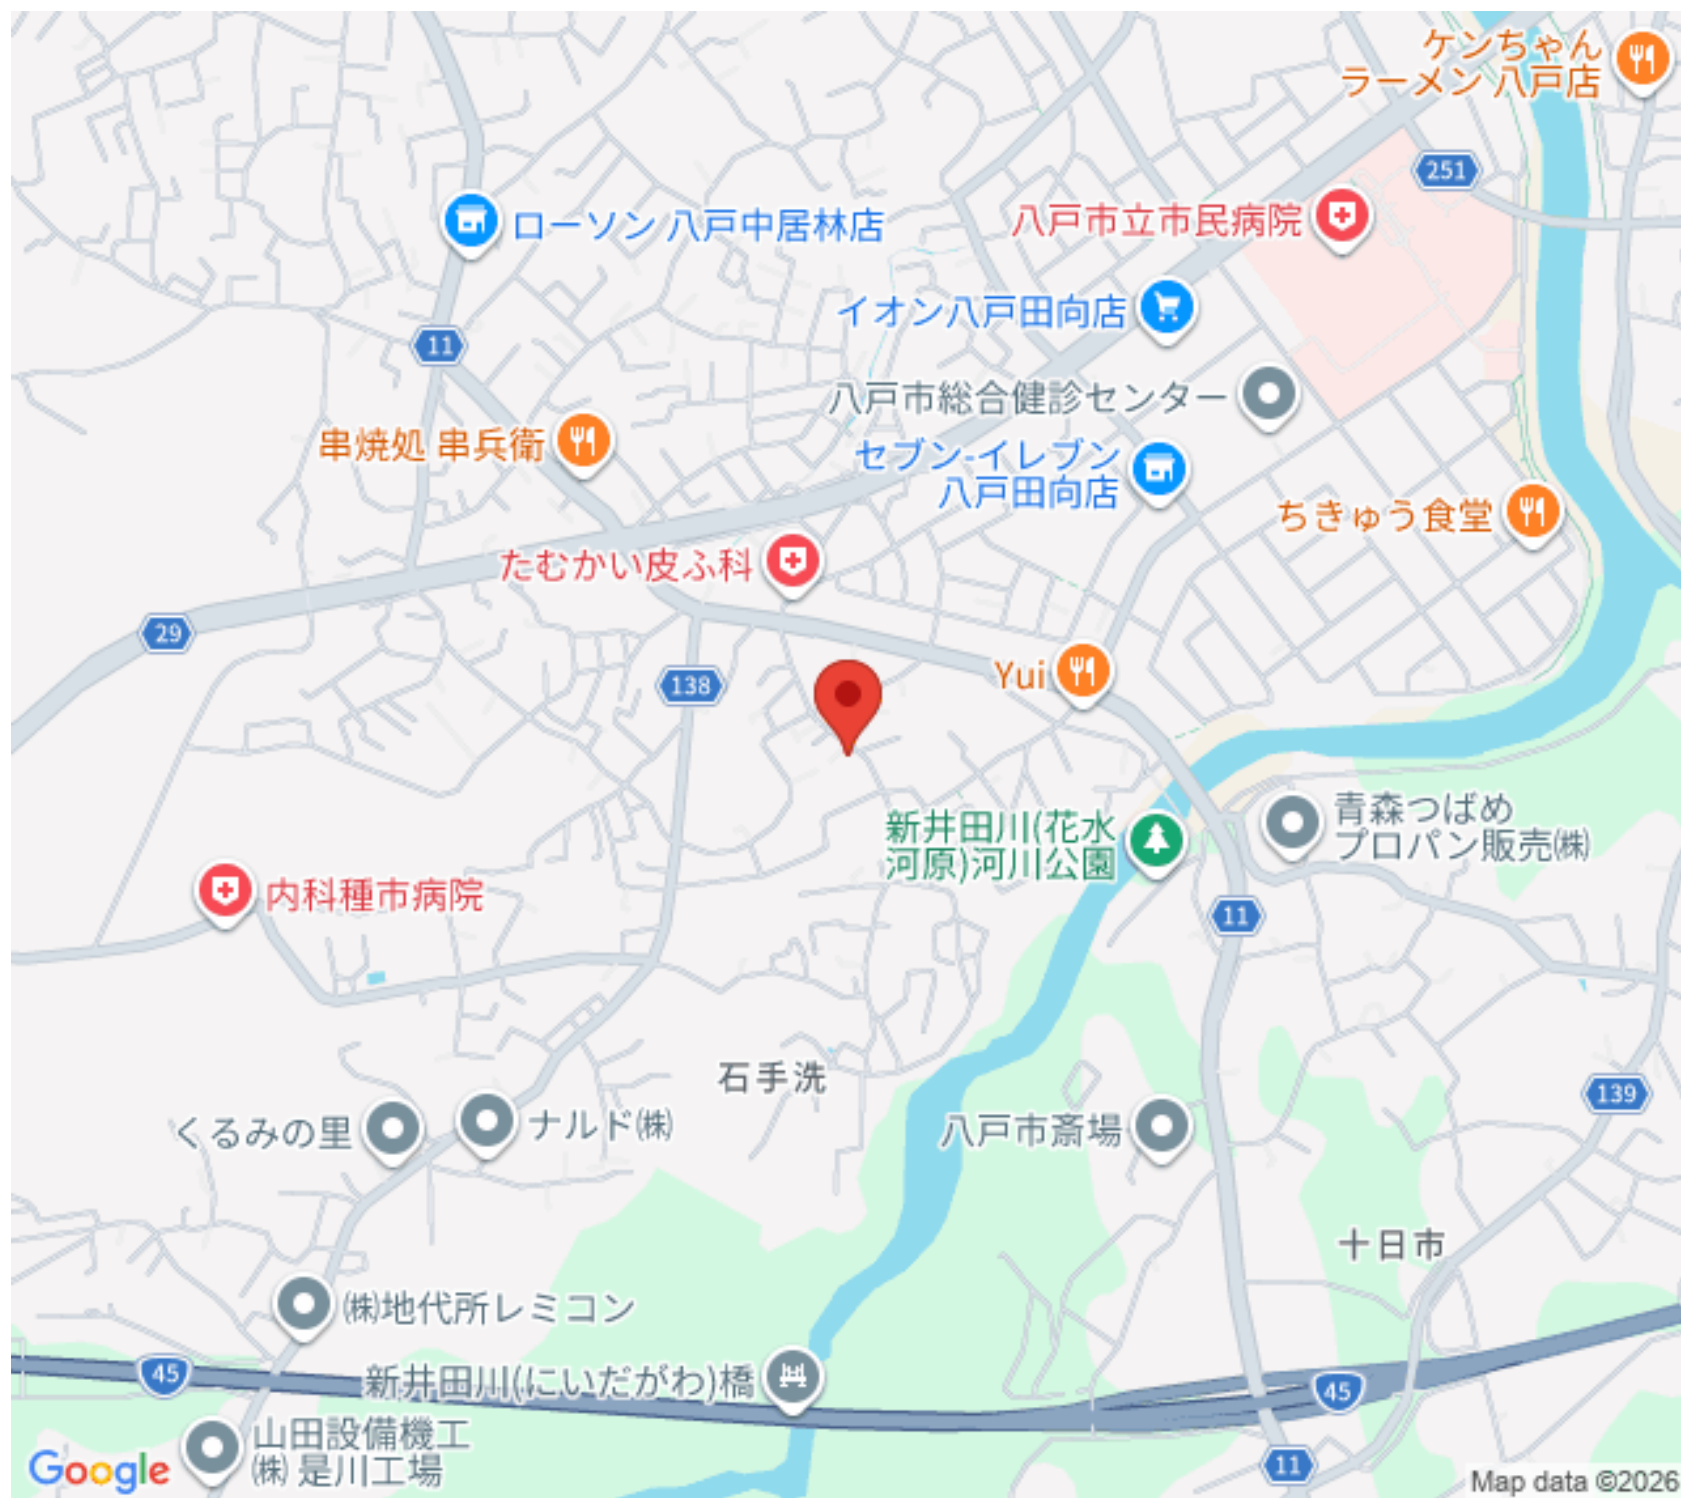 ケンちゃん
ラーメン 八戸店
251
ローソン 八戸中居林店
八戸市立市民病院
イオン八戸田向店
11
八戸市総合健診センター
串焼処 串兵衛
セブン-イレブン
八戸田向店
ちきゅう食堂
たむかい皮ふ科
29
138
Yui
新井田川(花水
河原)河川公園
青森つばめ
プロパン販売㈱
内科種市病院
11
石手洗
139
くるみの里
ナルド㈱
八戸市斎場
十日市
㈱地代所レミコン
45
新井田川(にいだがわ)橋
45
山田設備機工
㈱ 是川工場
11
Google
Map data ©2026